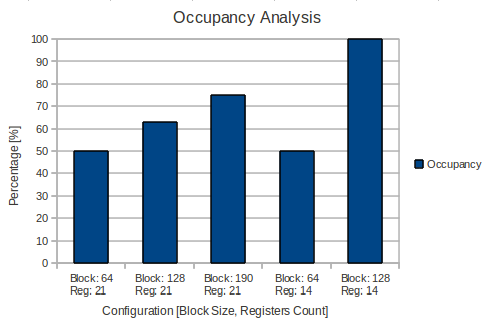 Occupancy Analysis
100
90
80
70
60
50
40
30
20
10
0
Percentage [%]
Block: 64
Reg: 21
Block: 128
Reg: 21
Block: 190
Reg: 21
Block: 64
Reg: 14
Block: 128
Reg: 14
Configuration [Block Size, Registers Count]
Occupancy